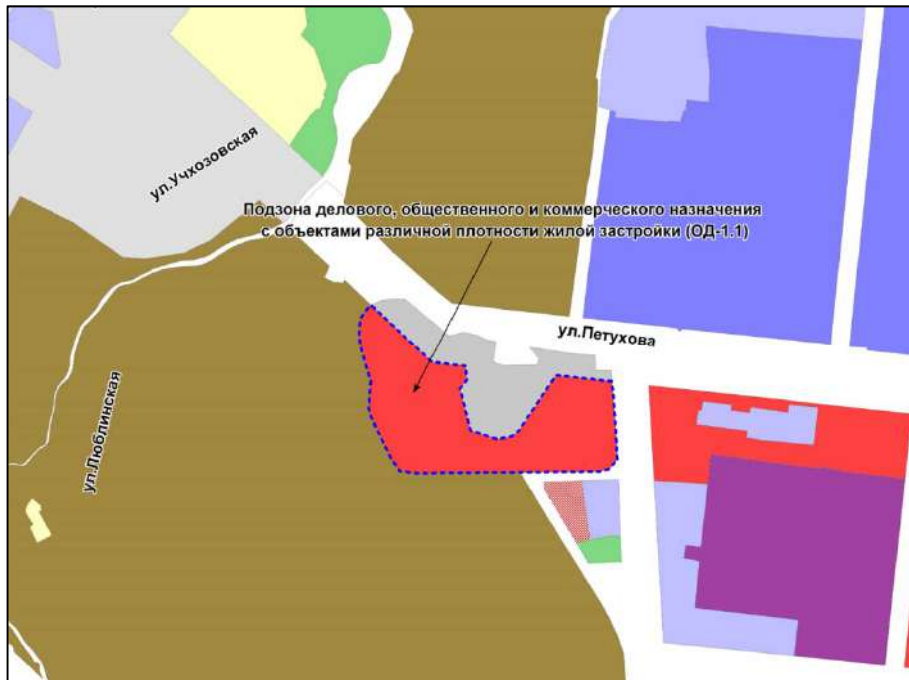 ул.Учхозовская
Подзона делового, общественного и коммерческого назначения
с объектами различной плотности жилой застройки (ОД-1.1)
ул.Петухова
ул.Люблинская